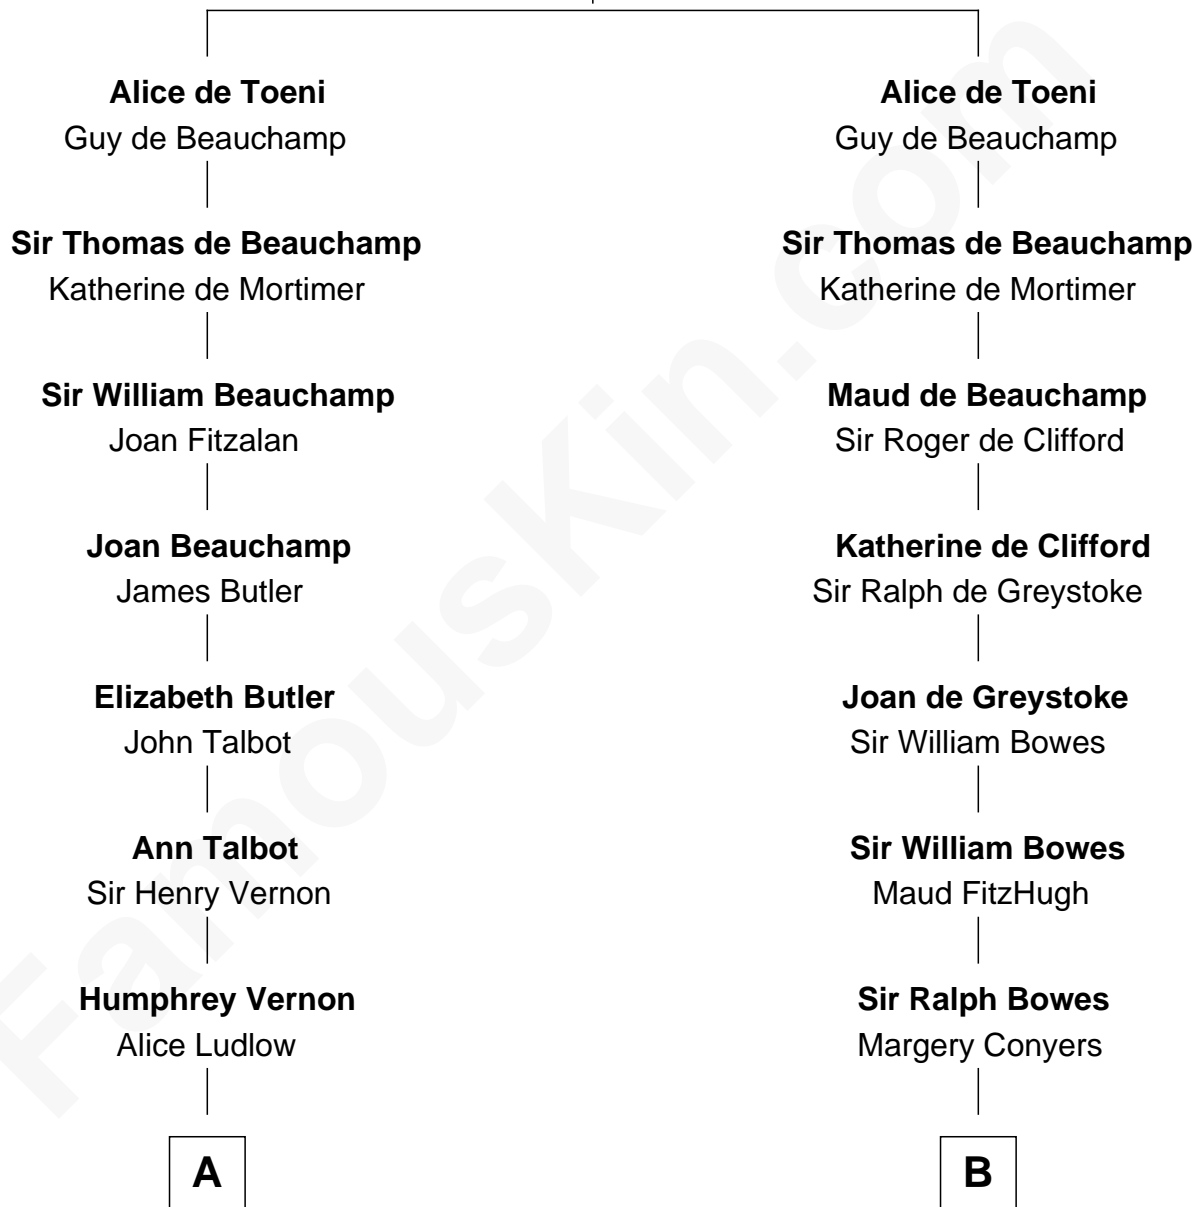 Alice de Toeni
Guy de Beauchamp
Sir Thomas de Beauchamp
Katherine de Mortimer
Sir William Beauchamp
Joan Fitzalan
Joan Beauchamp
James Butler
Elizabeth Butler
John Talbot
Ann Talbot
Sir Henry Vernon
Humphrey Vernon
Alice Ludlow
A
Alice de Toeni
Guy de Beauchamp
Sir Thomas de Beauchamp
Katherine de Mortimer
Maud de Beauchamp
Sir Roger de Clifford
Katherine de Clifford
Sir Ralph de Greystoke
Joan de Greystoke
Sir William Bowes
Sir William Bowes
Maud FitzHugh
Sir Ralph Bowes
Margery Conyers
B
FamousKin.com